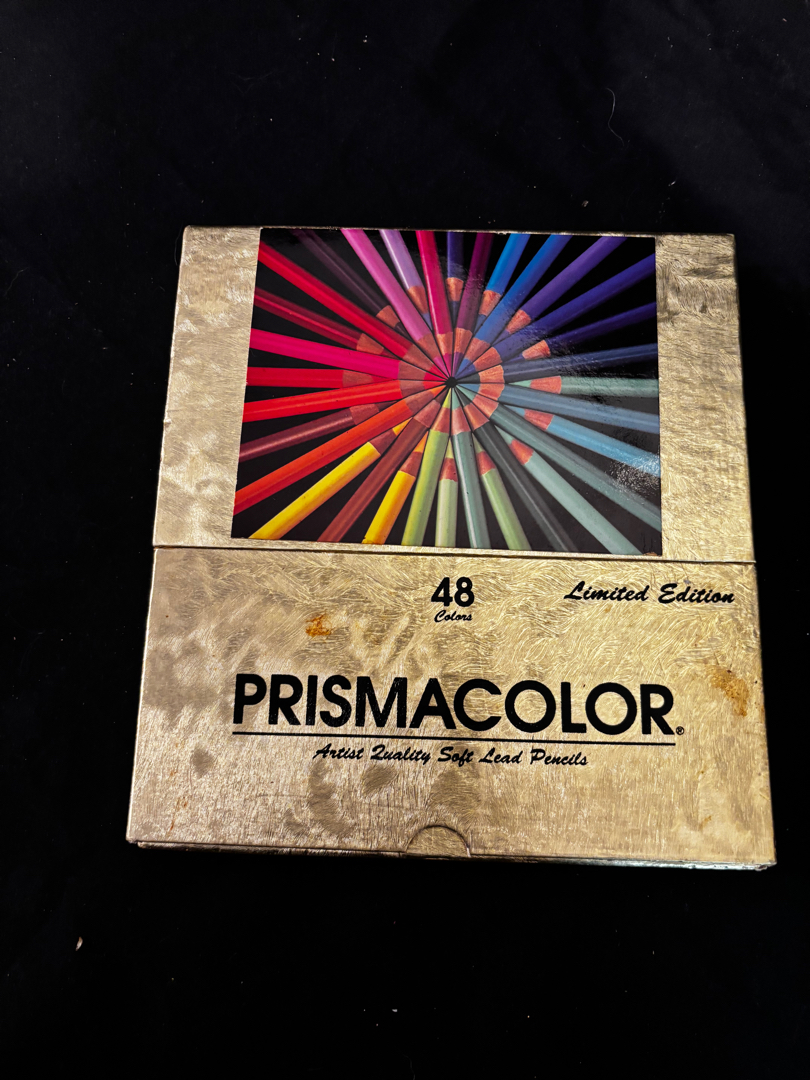 48
Colors
Limited Edition
PRISMACOLOR®
Artist Quality Soft Lead Pencils